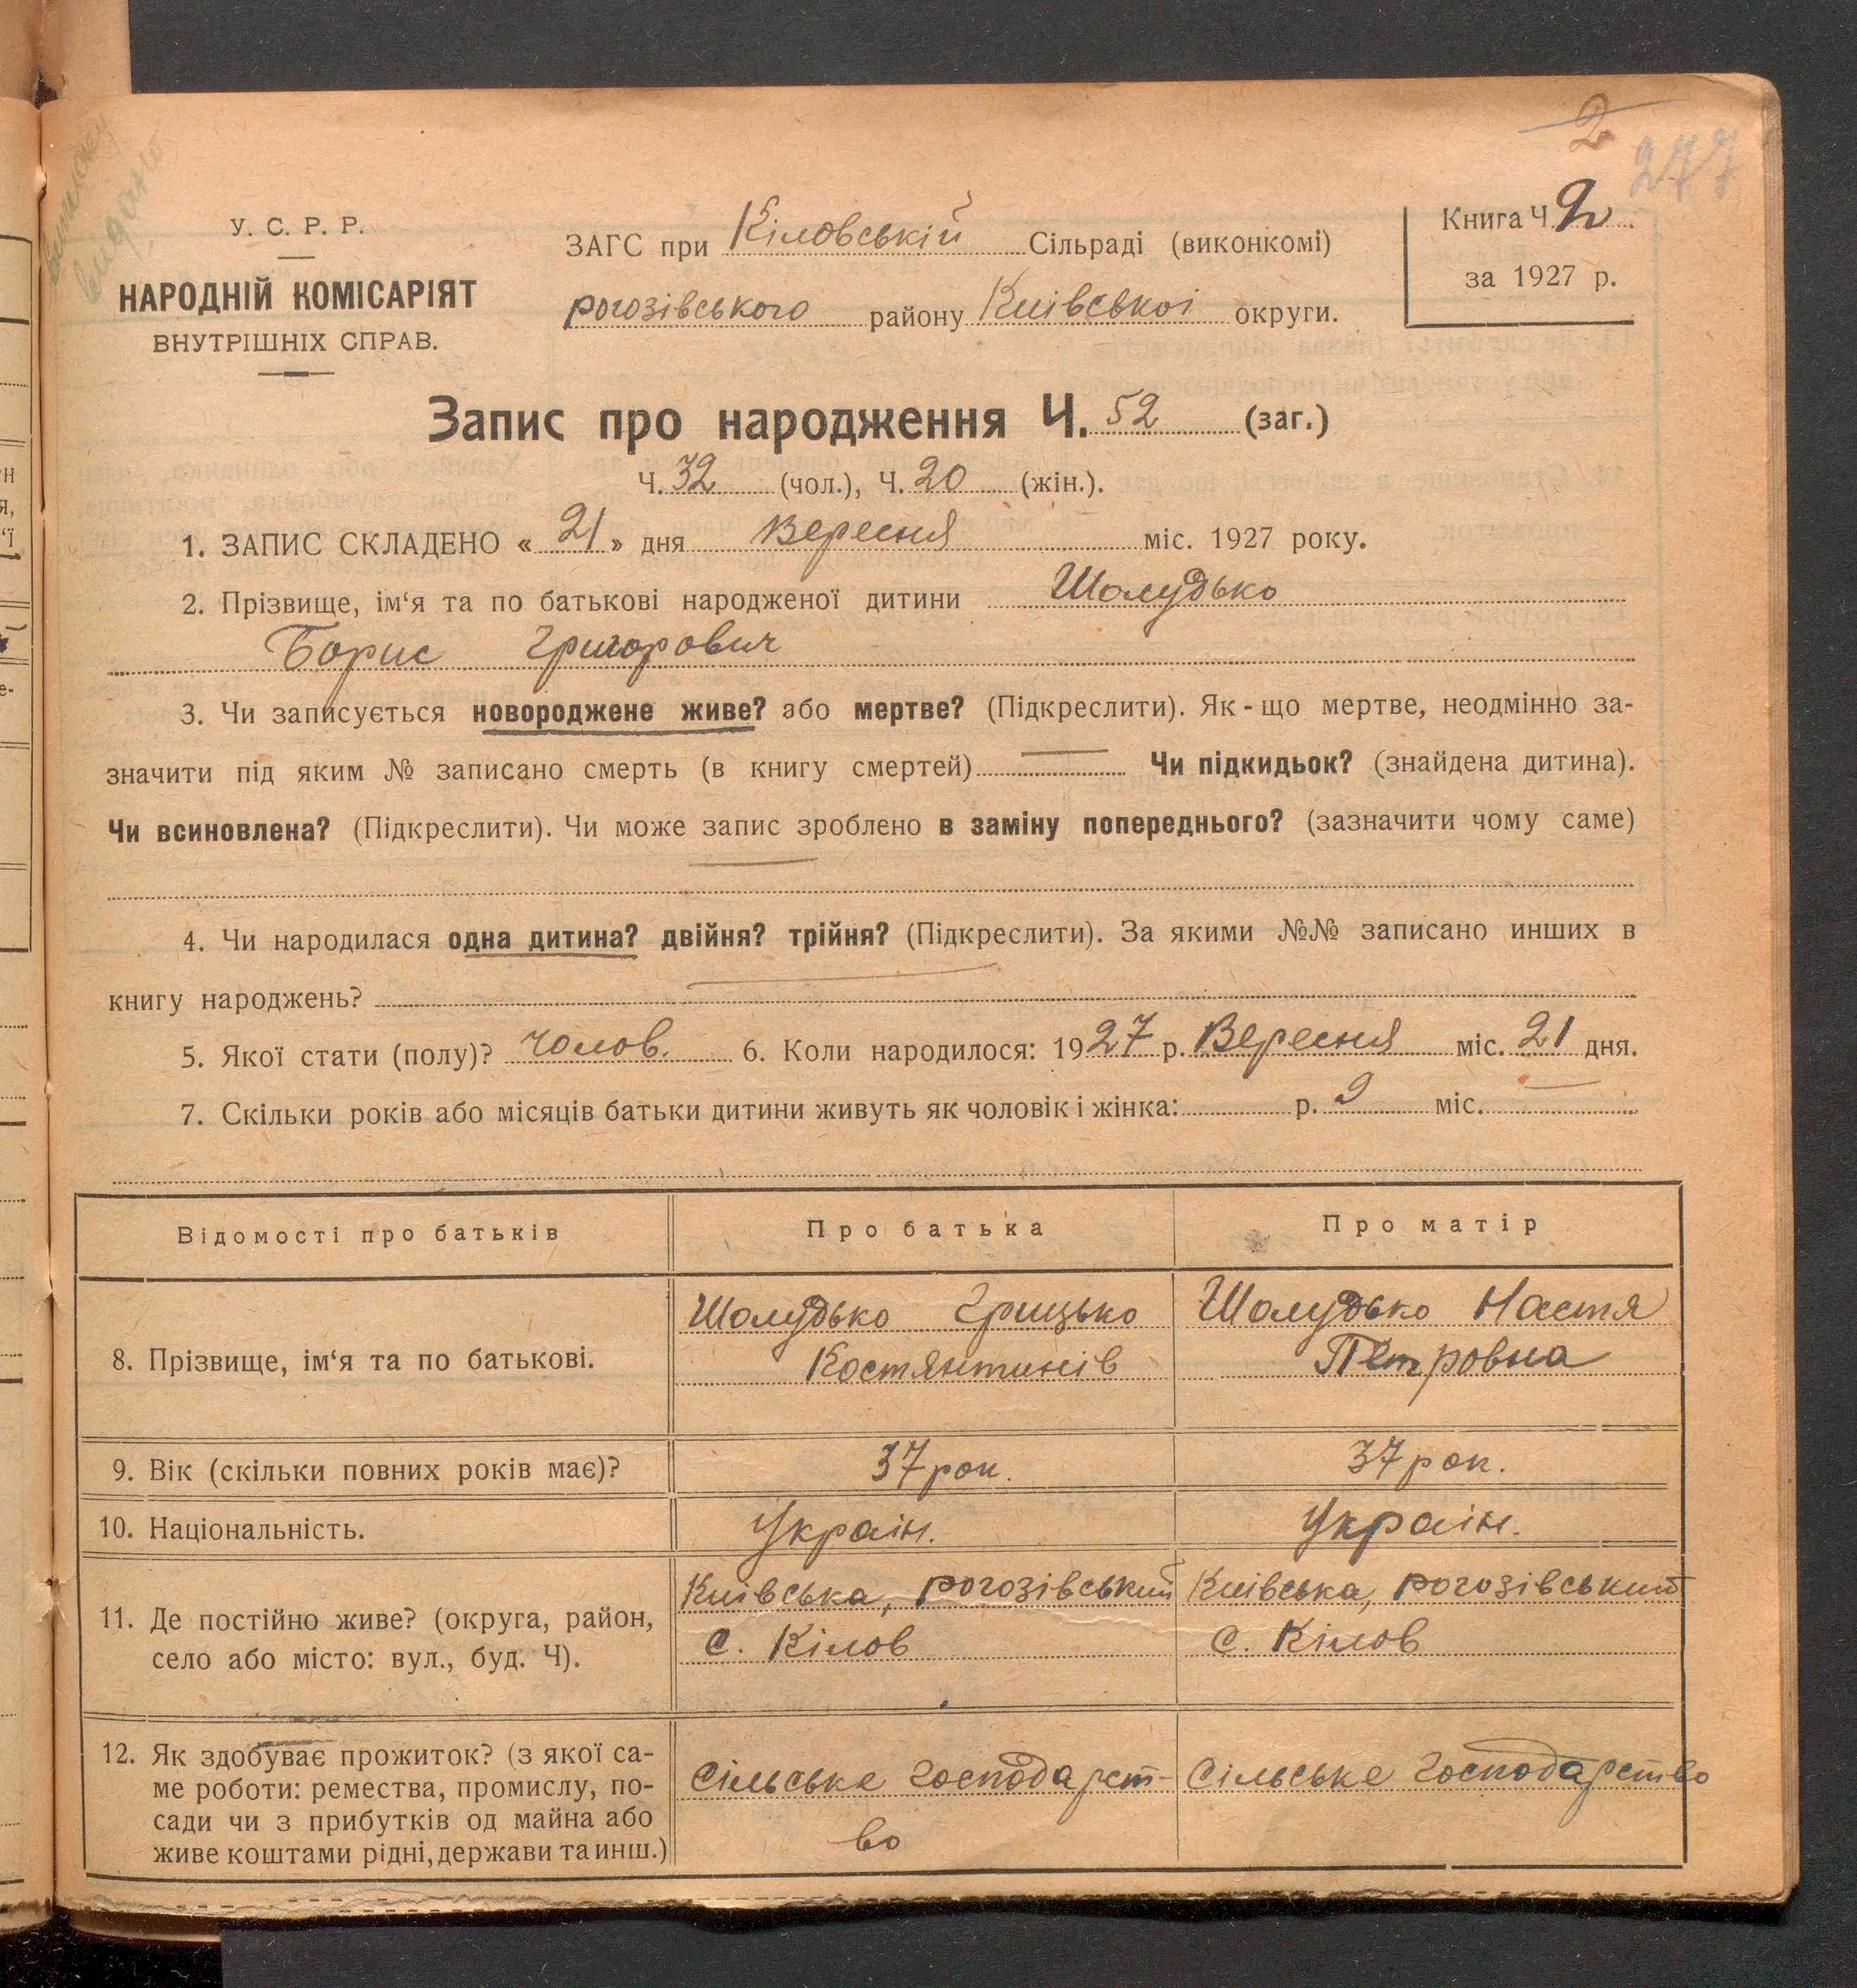 2
277
виписку
видано
У. С. Р. Р.
НАРОДНІЙ КОМІСАРІЯТ
ВНУТРІШНІХ СПРАВ.
ЗАГС при Кіловській Сільраді (виконкомі)
рогозівського району Київської округи.
Книга Ч. 2
за 1927 р.
Запис про народження Ч. 52 (заг.)
Ч. 32 (чол.), Ч. 20 (жін.).
1. ЗАПИС СКЛАДЕНО « 21 » дня Вересня міс. 1927 року.
2. Прізвище, ім‘я та по батькові народженої дитини Шолудько
Борис Григорович
3. Чи записується новороджене живе? або мертве? (Підкреслити). Як-що мертве, неодмінно за-
значити під яким № записано смерть (в книгу смертей) — Чи підкидьок? (знайдена дитина).
Чи всиновлена? (Підкреслити). Чи може запис зроблено в заміну попереднього? (зазначити чому саме)
4. Чи народилася одна дитина? двійня? трійня? (Підкреслити). За якими №№ записано инших в
книгу народжень?
5. Якої стати (полу)? чолов. 6. Коли народилося: 1927 р. Вересня міс. 21 дня.
7. Скільки років або місяців батьки дитини живуть як чоловік і жінка: р. 9 міс. —
Відомості про батьків
Про батька
Про матір
8. Прізвище, ім‘я та по батькові.
Шолудько Грицько
Костянтинів
Шолудько Настя
Петровна
9. Вік (скільки повних років має)?
37 рок.
37 рок.
10. Національність.
Україн.
Україн.
11. Де постійно живе? (округа, район,
село або місто: вул., буд. Ч).
Київська, рогозівський
с. Кілов
Київська, рогозівський
с. Кілов
12. Як здобуває прожиток? (з якої са-
ме роботи: ремества, промислу, по-
сади чи з прибутків од майна або
живе коштами рідні, держави та инш.)
Сільське господарст-
во
Сільське господарство